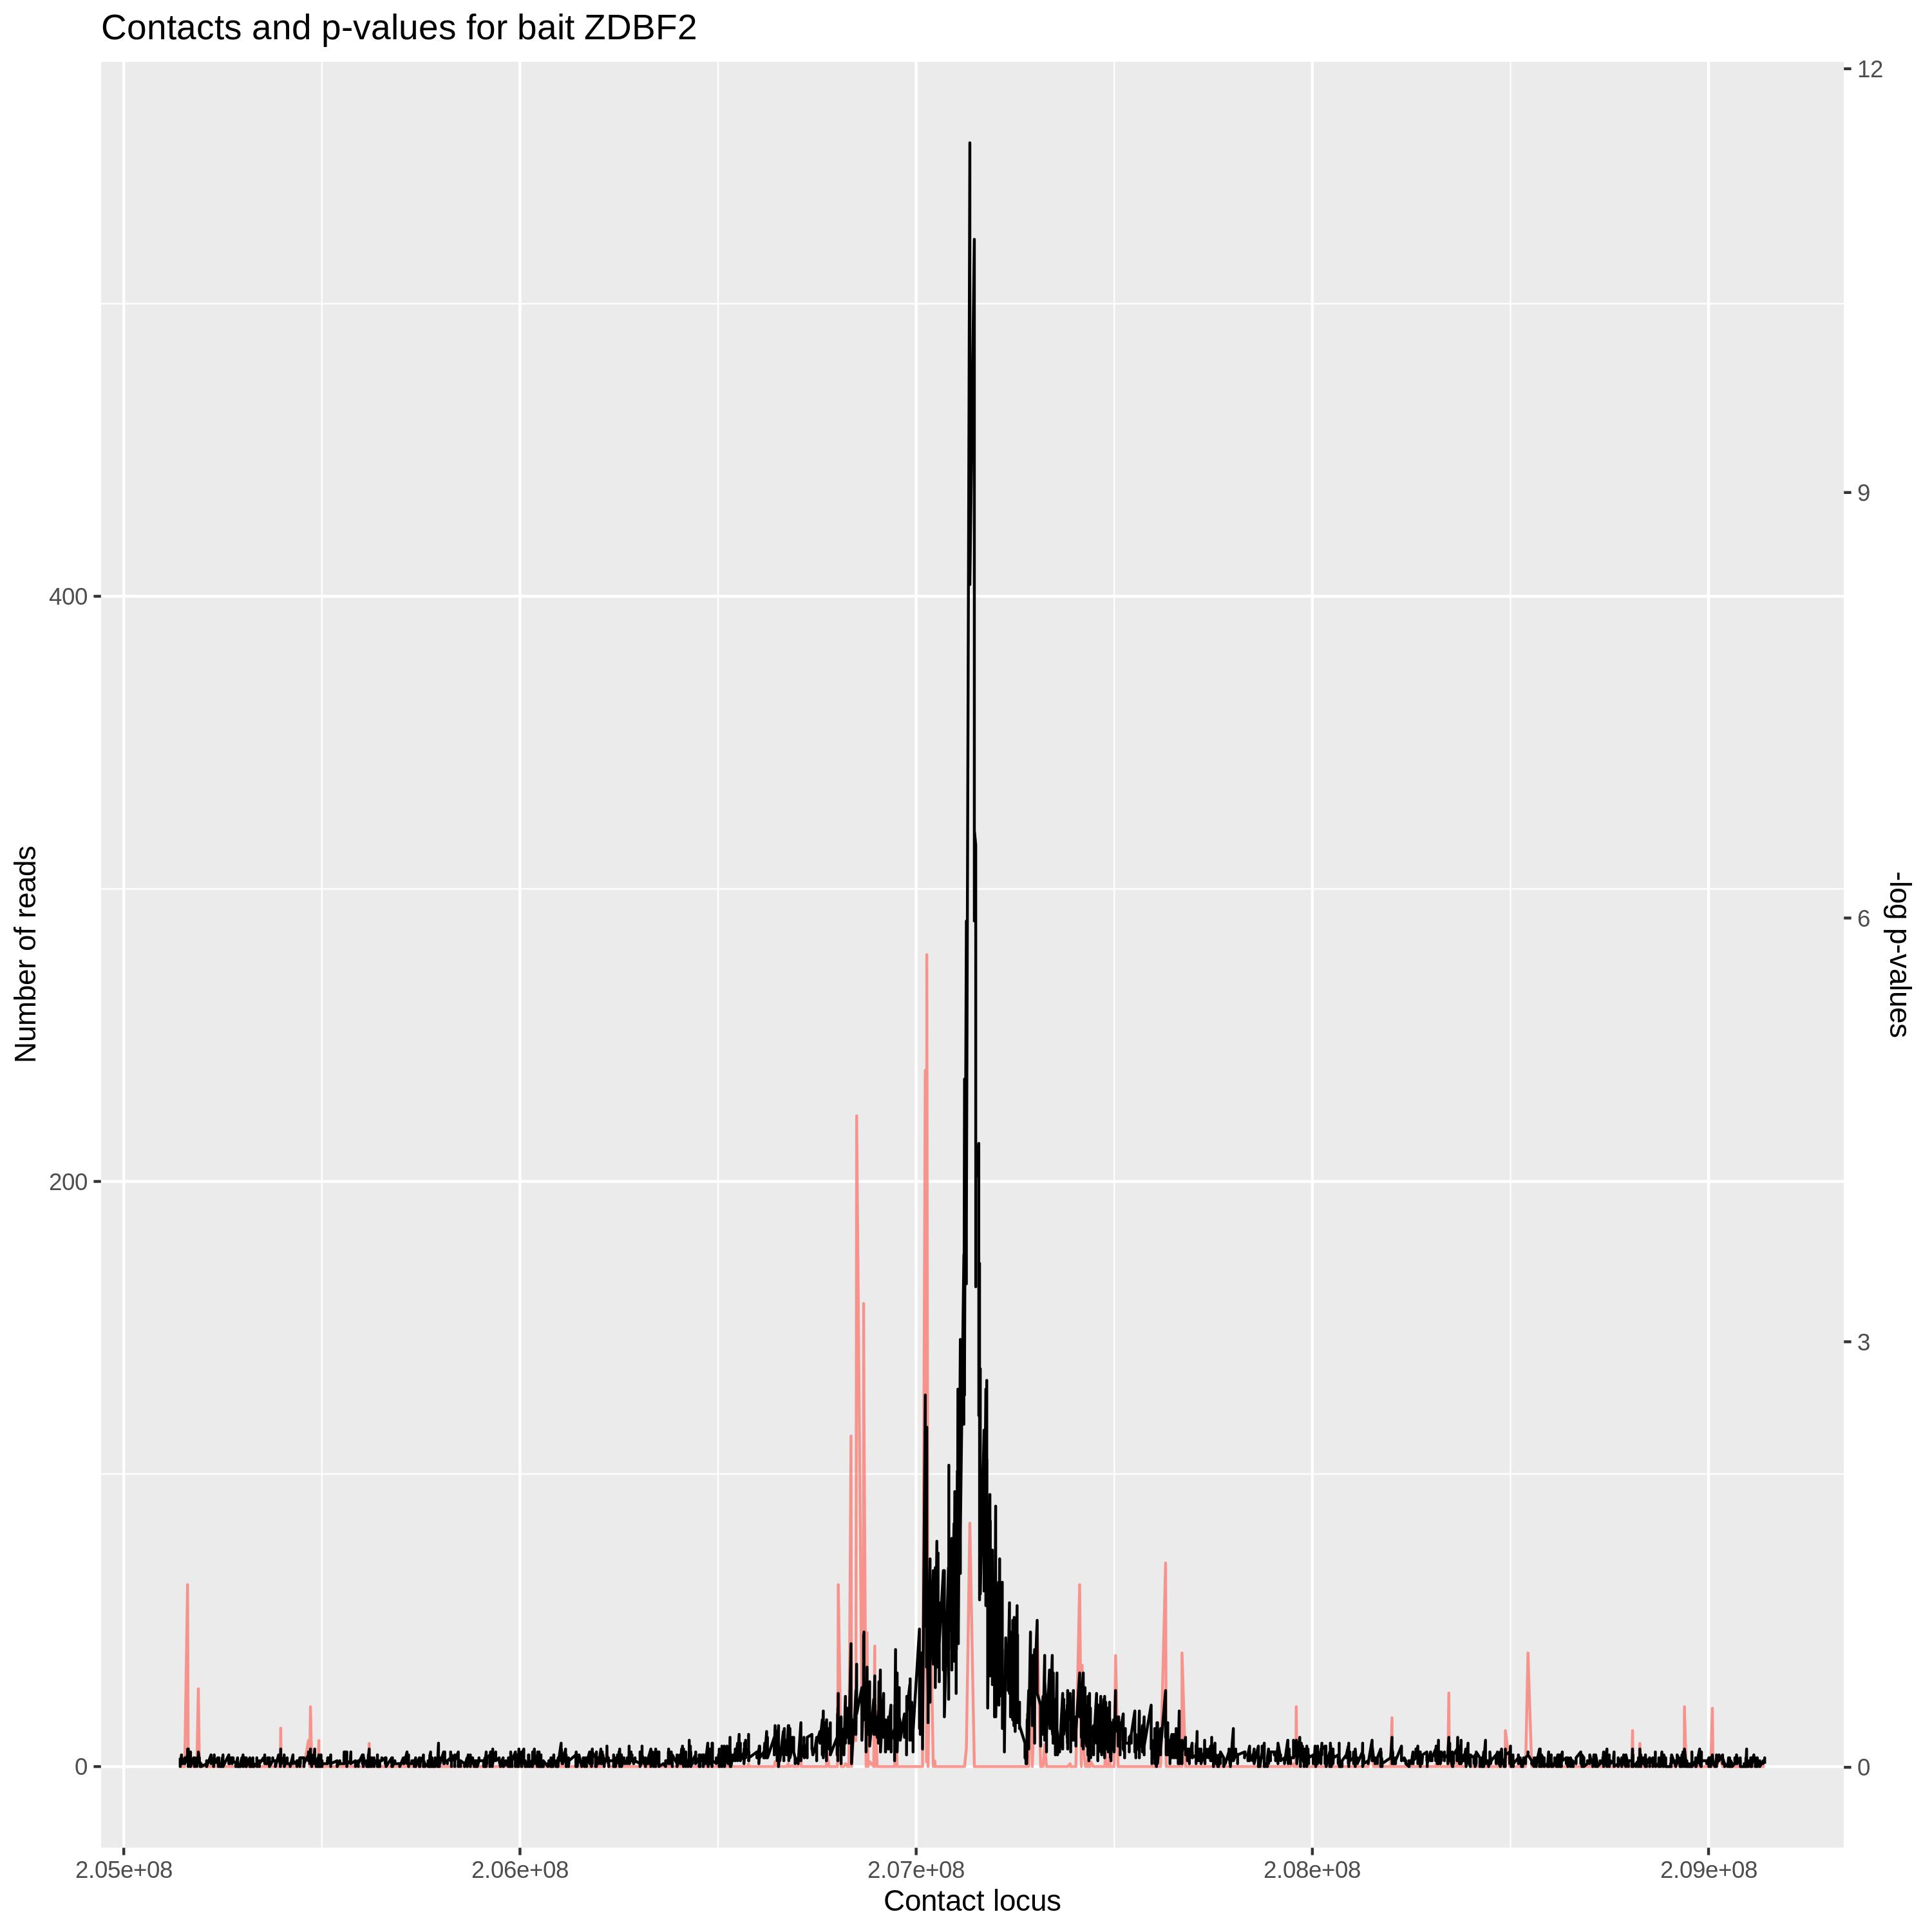 Contacts and p-values for bait ZDBF2
12
9
400
6
Number of reads
-log p-values
200
3
0
0
2.05e+08
2.06e+08
2.07e+08
2.08e+08
2.09e+08
Contact locus